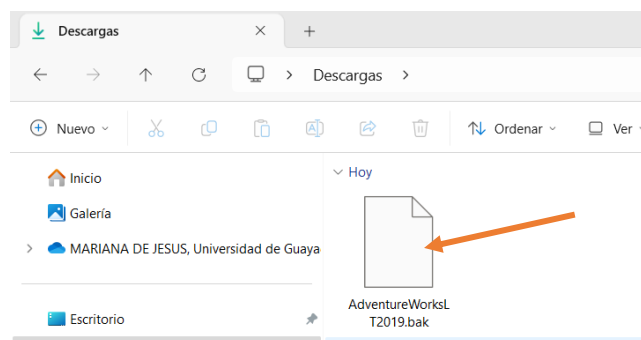 Descargas
Descargas
Nuevo
Ordenar
Ver
Inicio
Hoy
Galería
MARIANA DE JESUS, Universidad de Guaya
Escritorio
AdventureWorksL
T2019.bak